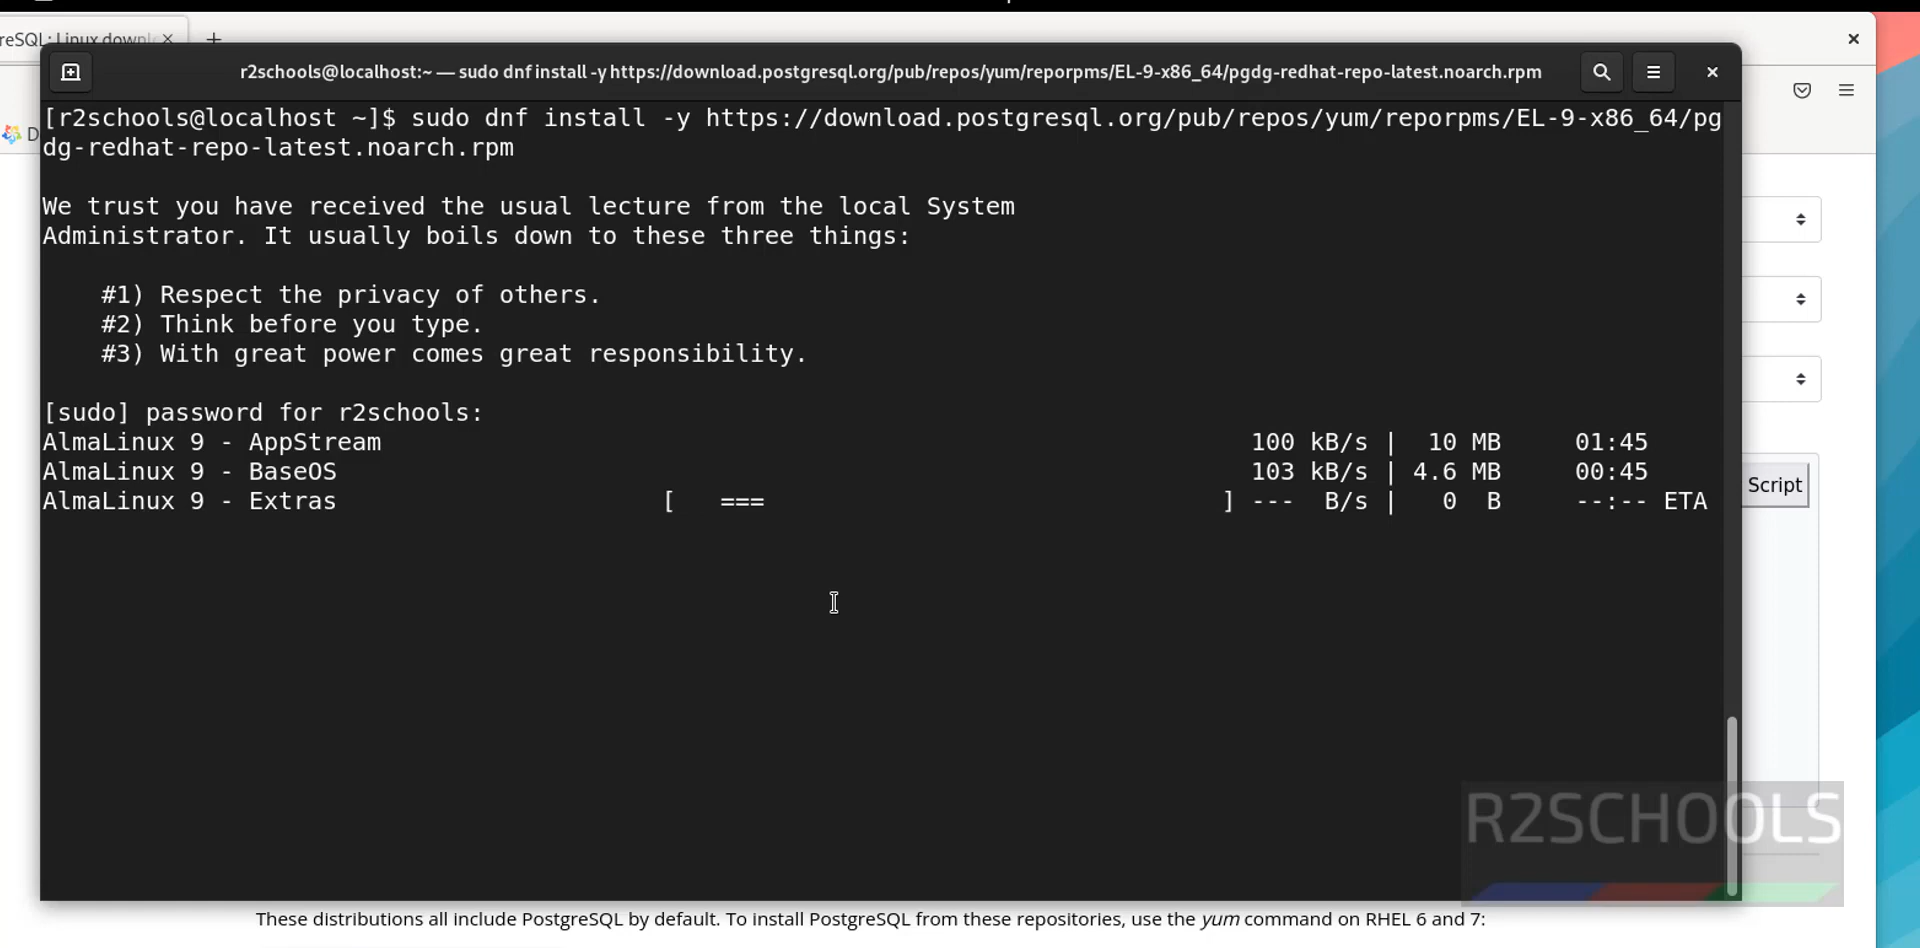 reSQL: Linux downl
r2schools@localhost:~ — sudo dnf install -y https://download.postgresql.org/pub/repos/yum/reporpms/EL-9-x86_64/pgdg-redhat-repo-latest.noarch.rpm
[r2schools@localhost ~]$ sudo dnf install -y https://download.postgresql.org/pub/repos/yum/reporpms/EL-9-x86_64/pg
dg-redhat-repo-latest.noarch.rpm
D
We trust you have received the usual lecture from the local System
Administrator. It usually boils down to these three things:
#1) Respect the privacy of others.
#2) Think before you type.
#3) With great power comes great responsibility.
[sudo] password for r2schools:
AlmaLinux 9 - AppStream 100 kB/s | 10 MB 01:45
AlmaLinux 9 - BaseOS 103 kB/s | 4.6 MB 00:45
AlmaLinux 9 - Extras [ === ] --- B/s | 0 B --:-- ETA
Script
R2SCHOOLS
These distributions all include PostgreSQL by default. To install PostgreSQL from these repositories, use the yum command on RHEL 6 and 7: